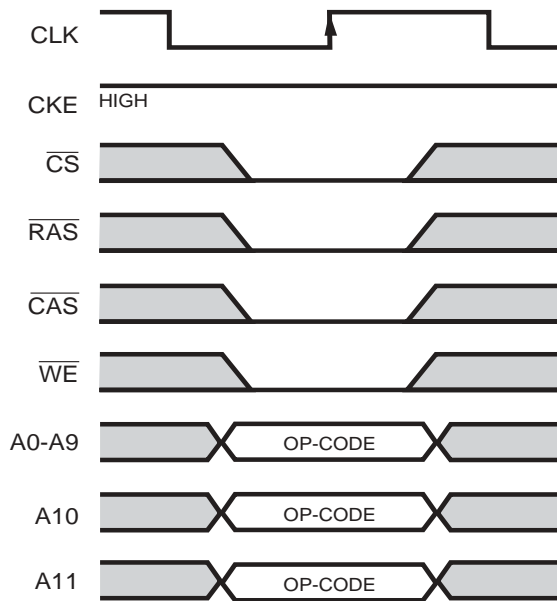 CLK
CKE HIGH
CS
RAS
CAS
WE
A0-A9 OP-CODE
A10 OP-CODE
A11 OP-CODE